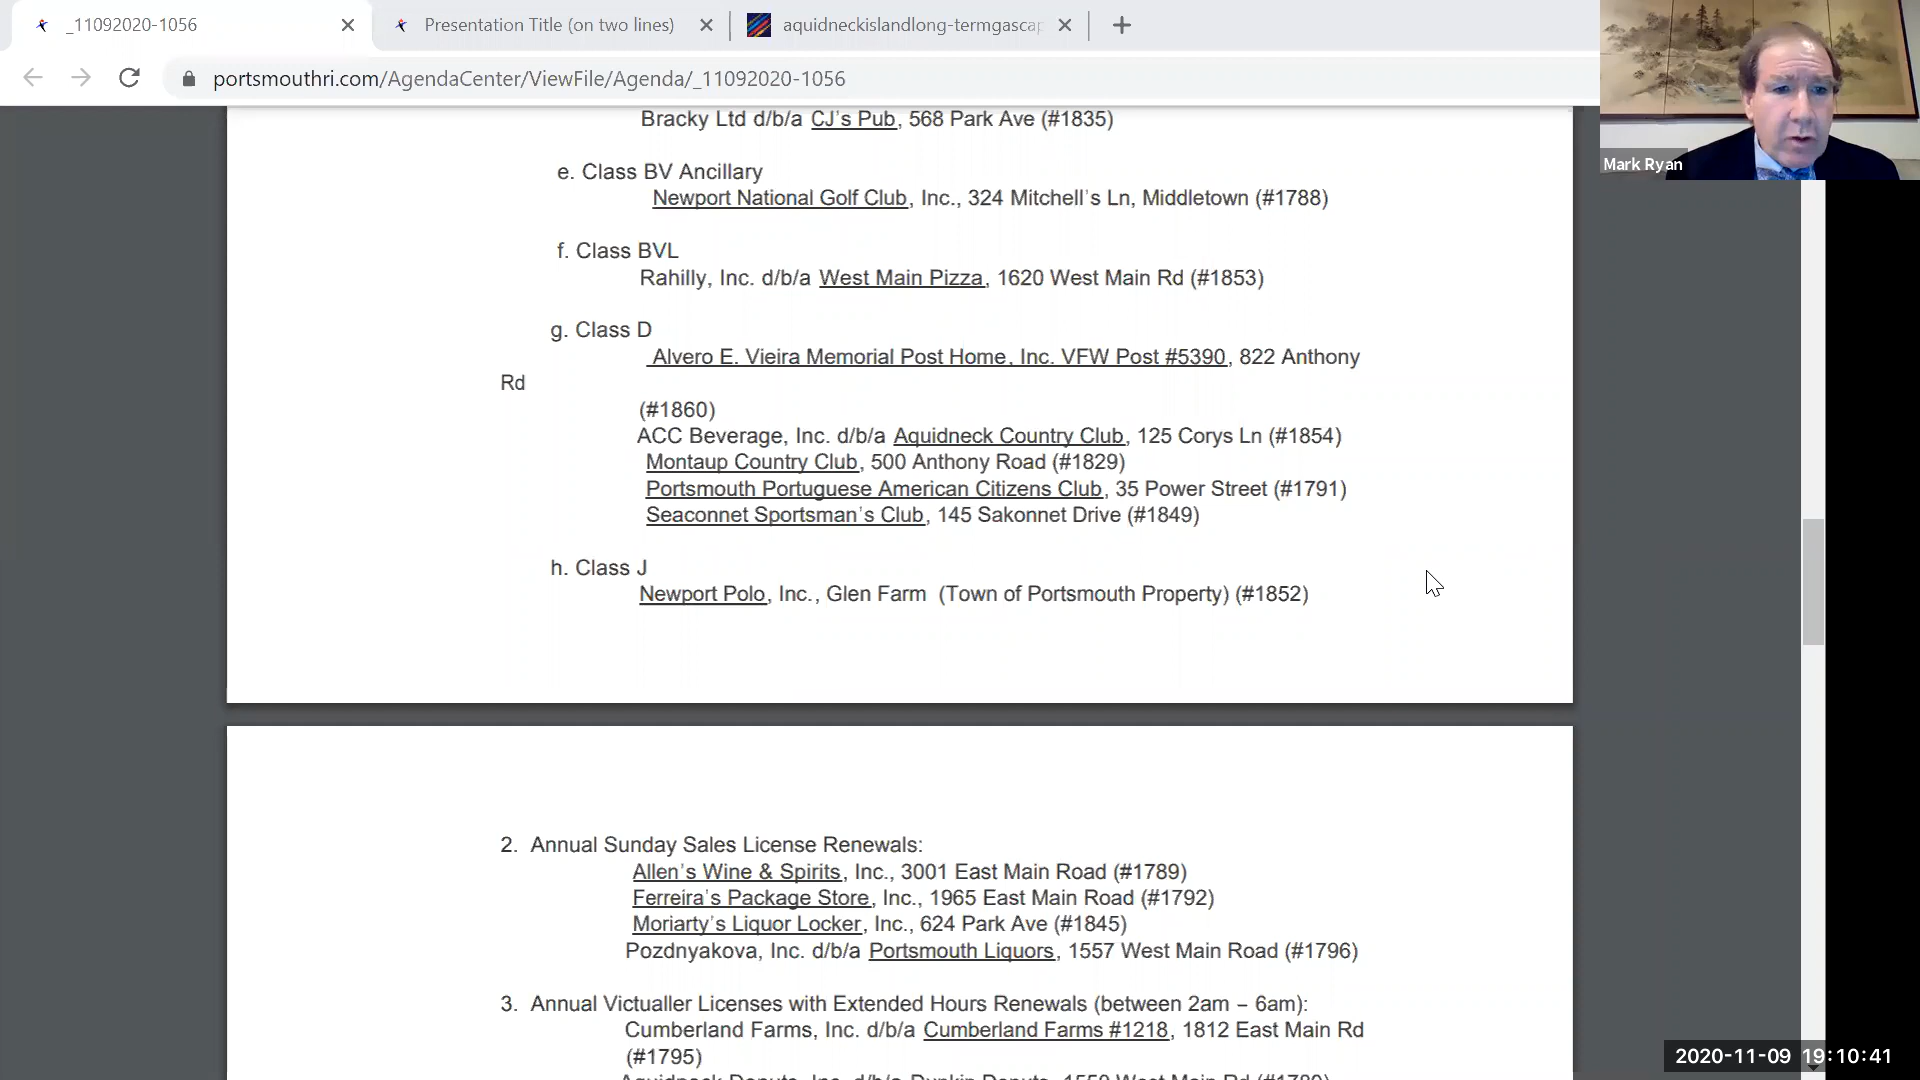 _11092020-1056
Presentation Title (on two lines)
aquidneckislandlong-termgascap
portsmouthri.com/AgendaCenter/ViewFile/Agenda/_11092020-1056
Mark Ryan
Bracky Ltd d/b/a CJ's Pub, 568 Park Ave (#1835)
e. Class BV Ancillary
Newport National Golf Club, Inc., 324 Mitchell's Ln, Middletown (#1788)
f. Class BVL
Rahilly, Inc. d/b/a West Main Pizza, 1620 West Main Rd (#1853)
g. Class D
Alvero E. Vieira Memorial Post Home, Inc. VFW Post #5390, 822 Anthony
Rd
(#1860)
ACC Beverage, Inc. d/b/a Aquidneck Country Club, 125 Corys Ln (#1854)
Montaup Country Club, 500 Anthony Road (#1829)
Portsmouth Portuguese American Citizens Club, 35 Power Street (#1791)
Seaconnet Sportsman's Club, 145 Sakonnet Drive (#1849)
h. Class J
Newport Polo, Inc., Glen Farm (Town of Portsmouth Property) (#1852)
2. Annual Sunday Sales License Renewals:
Allen's Wine & Spirits, Inc., 3001 East Main Road (#1789)
Ferreira's Package Store, Inc., 1965 East Main Road (#1792)
Moriarty's Liquor Locker, Inc., 624 Park Ave (#1845)
Pozdnyakova, Inc. d/b/a Portsmouth Liquors, 1557 West Main Road (#1796)
3. Annual Victualler Licenses with Extended Hours Renewals (between 2am – 6am):
Cumberland Farms, Inc. d/b/a Cumberland Farms #1218, 1812 East Main Rd
(#1795)
Aquidneck Donuts, Inc. d/b/a Dunkin Donuts, West Main Rd
2020-11-09 19:10:41